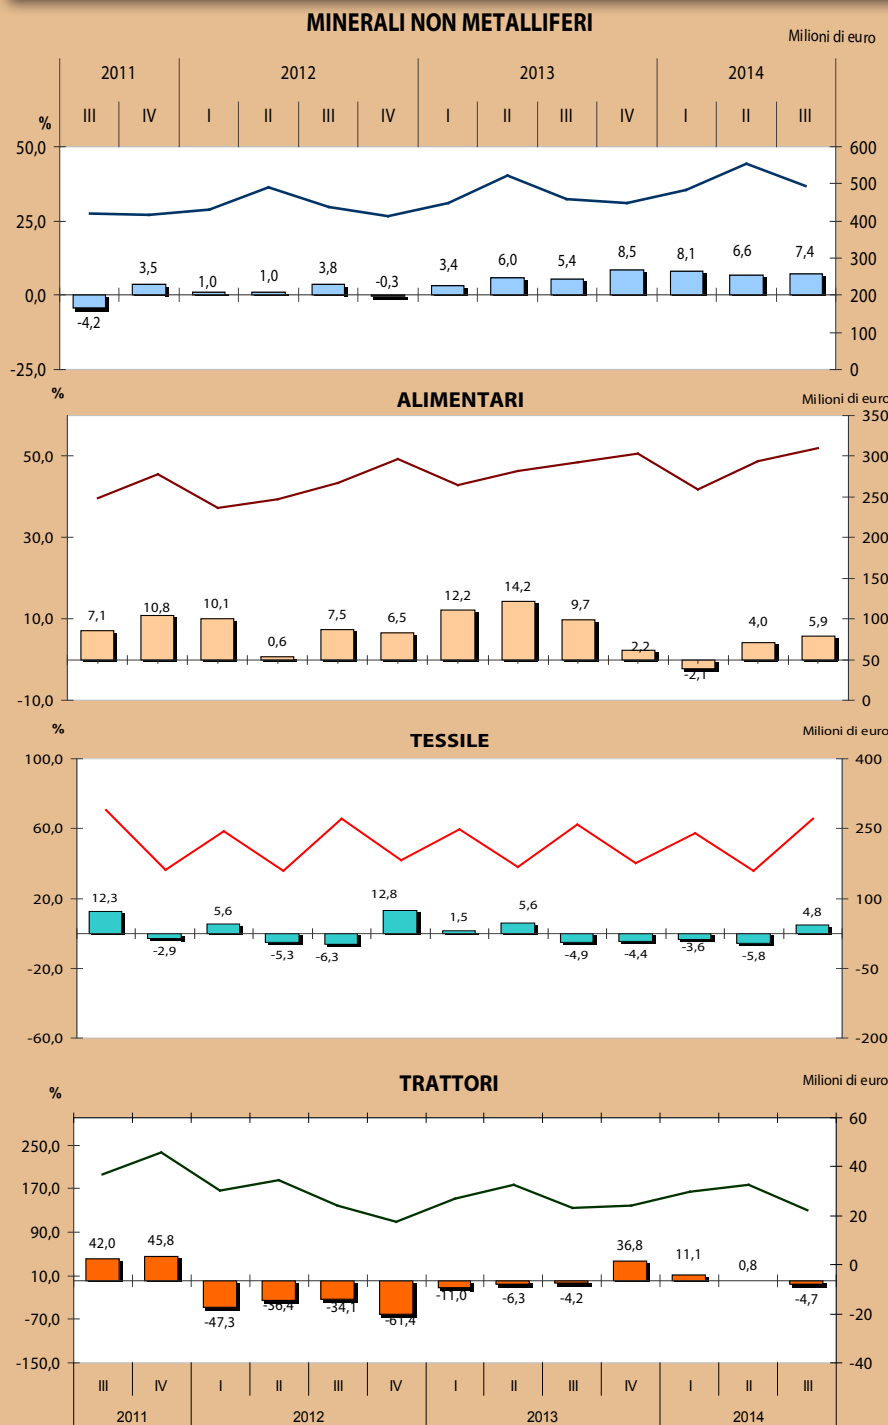 MINERALI NON METALLIFERI
Milioni di euro
2011 2012 2013 2014
% III IV I II III IV I II III IV I II III
50,0 600
500
25,0 400
8,5 8,1 6,6 7,4
3,5 1,0 1,0 3,8 -0,3 3,4 6,0 5,4 300
0,0 200
-4,2
100
-25,0 0
% ALIMENTARI Milioni di euro
350
50,0 300
250
30,0 200
150
7,1 10,8 10,1 0,6 7,5 6,5 12,2 14,2 9,7 2,2 -2,1 4,0 5,9
10,0 100
50
-10,0 0
% TESSILE Milioni di euro
100,0 400
60,0 250
12,3 -2,9 5,6 -5,3 -6,3 12,8 1,5 5,6 -4,9 -4,4 -3,6 -5,8 4,8
20,0 100
-20,0 -50
-60,0 -200
% TRATTORI Milioni di euro
60
250,0
40
170,0
20
90,0
42,0 45,8 -47,3 -36,4 -34,1 -61,4 -11,0 -6,3 -4,2 36,8 11,1 0,8 -4,7
10,0 0
-70,0 -20
-150,0 -40
III IV I II III IV I II III IV I II III
2011 2012 2013 2014